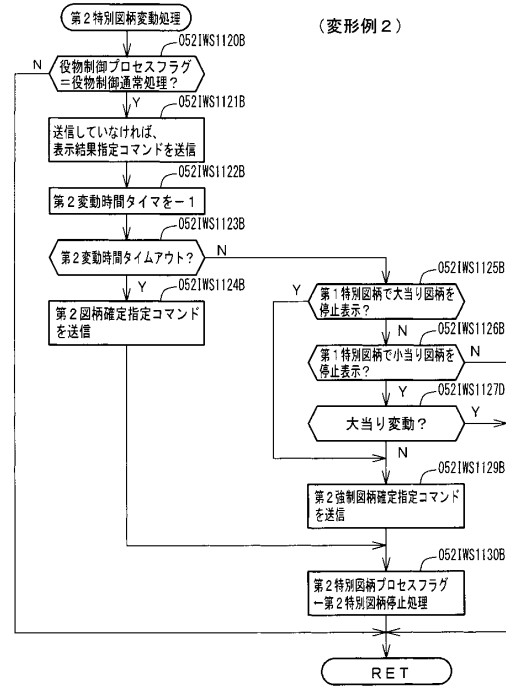 第2特別図柄変動処理
（変形例2）
052IWS1120B
N
役物制御プロセスフラグ
＝役物制御通常処理？
Y
052IWS1121B
送信していなければ、
表示結果指定コマンドを送信
052IWS1122B
第2変動時間タイマを－1
052IWS1123B
第2変動時間タイムアウト？
N
Y
052IWS1124B
第2図柄確定指定コマンド
を送信
052IWS1125B
Y
第1特別図柄で大当り図柄を
停止表示？
N
052IWS1126B
第1特別図柄で小当り図柄を
停止表示？
N
Y
052IWS1127D
大当り変動？
Y
N
052IWS1129B
第2強制図柄確定指定コマンド
を送信
052IWS1130B
第2特別図柄プロセスフラグ
←第2特別図柄停止処理
RET